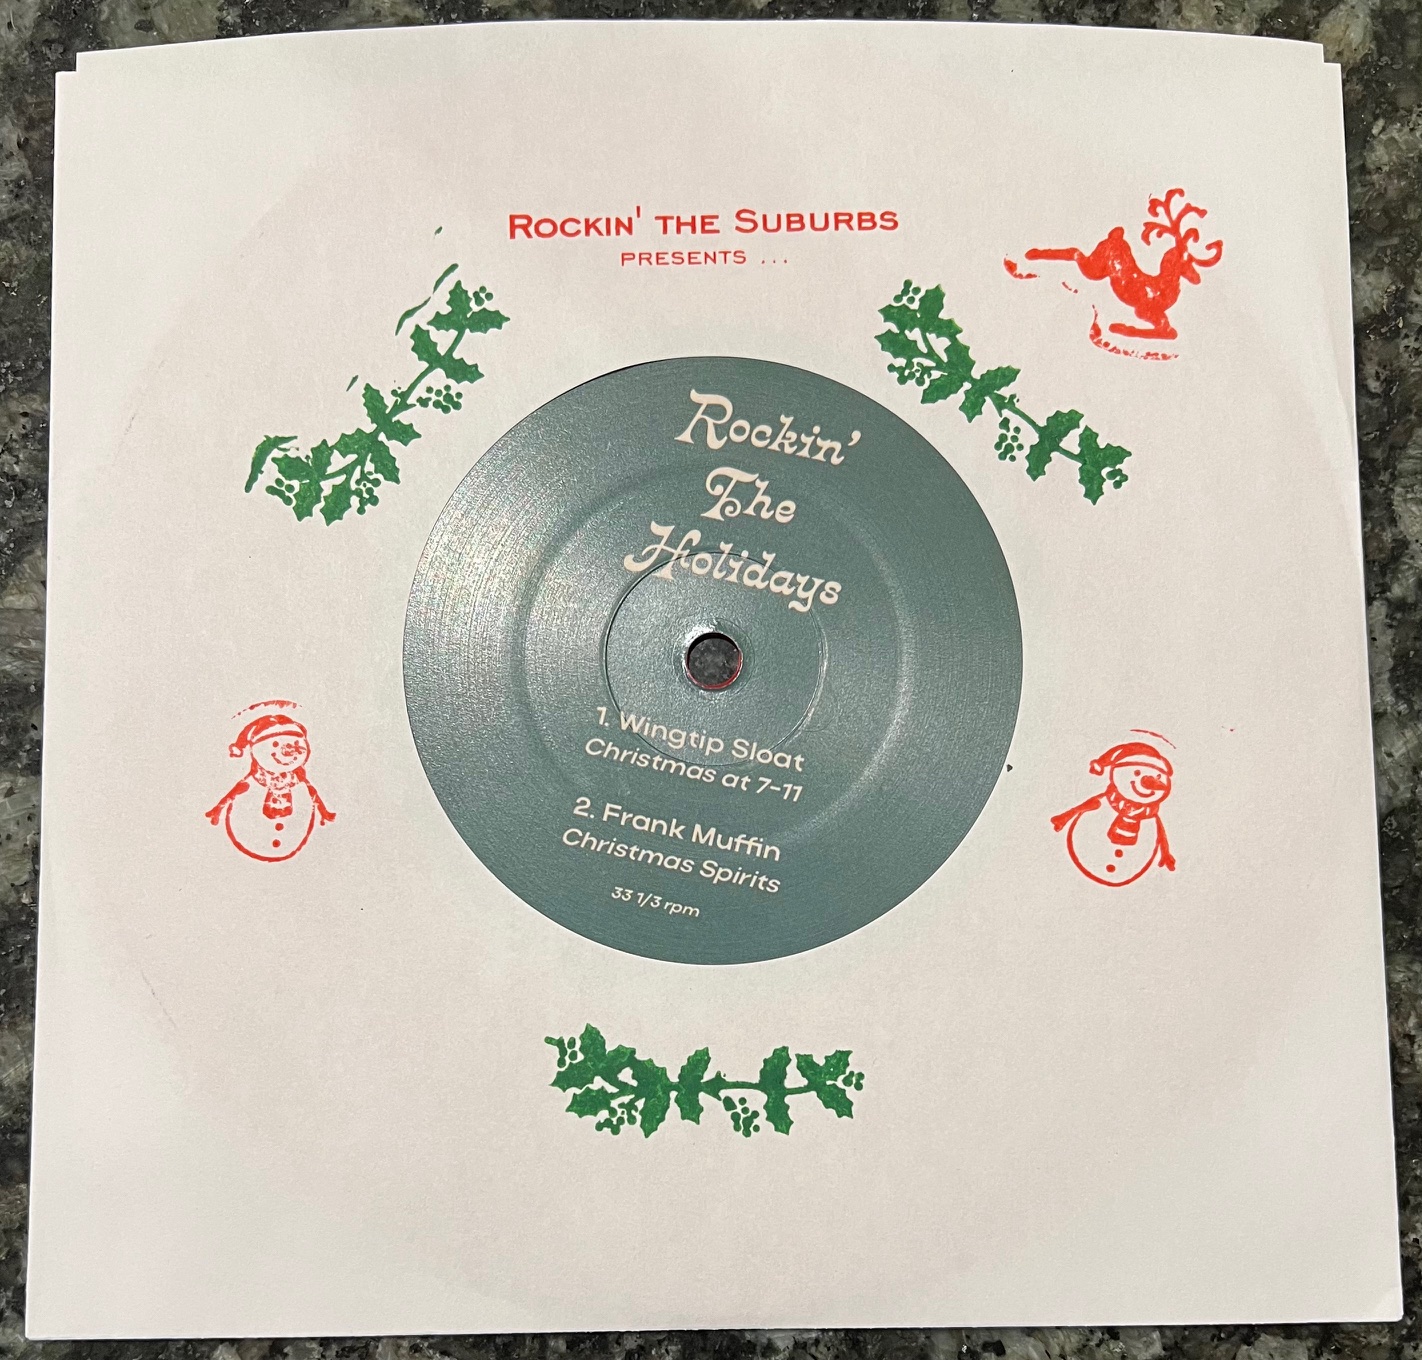 Rockin' the Suburbs
presents ...
Rockin'
The
Holidays
1. Wingtip Sloat
Christmas at 7-11
2. Frank Muffin
Christmas Spirits
33 1/3 rpm